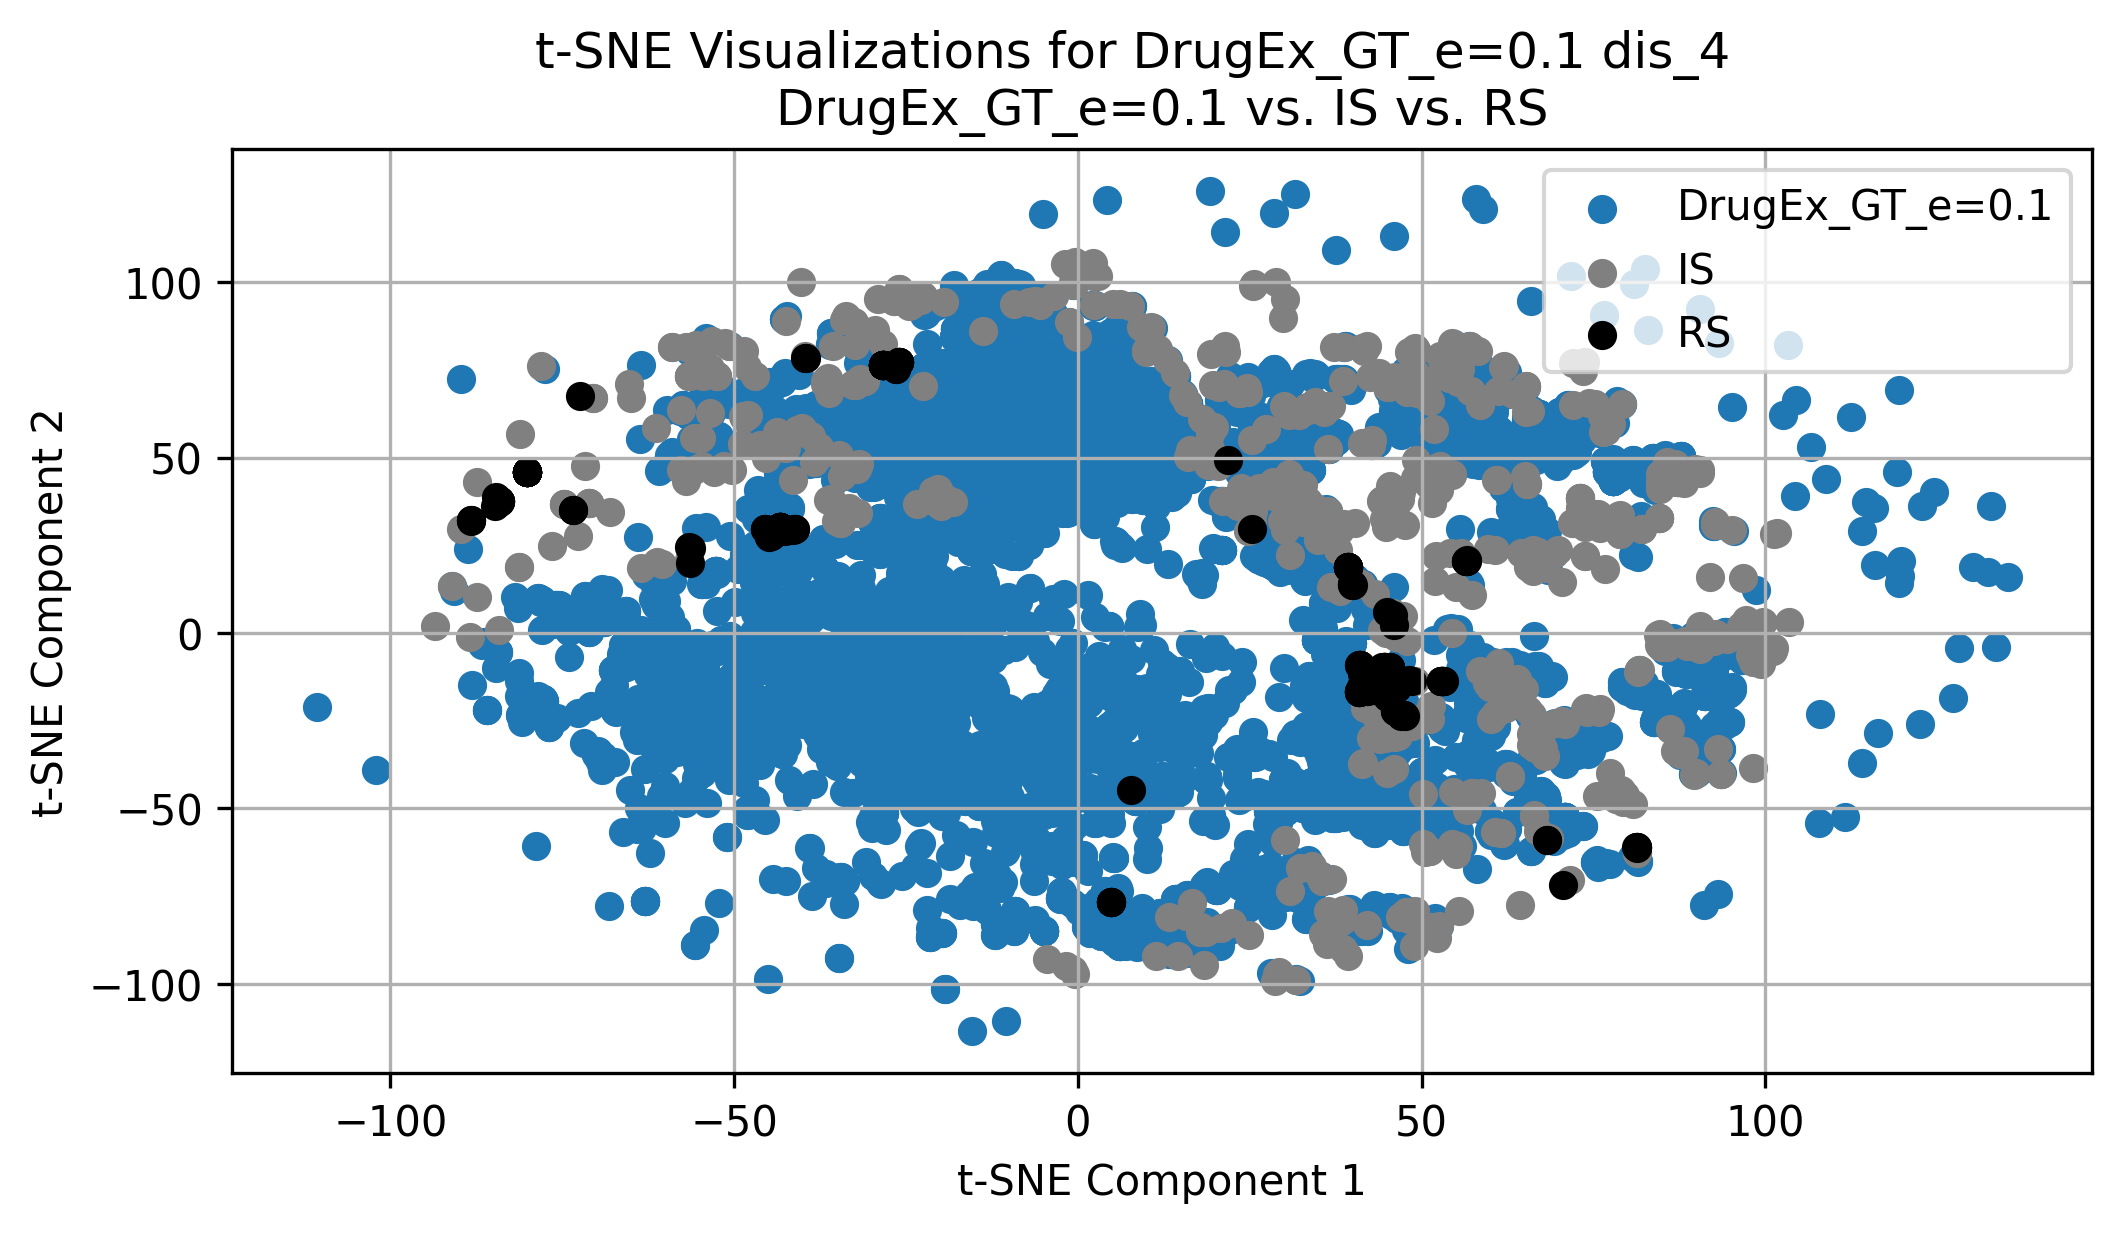 t-SNE Visualizations for DrugEx_GT_e=0.1 dis_4
DrugEx_GT_e=0.1 vs. IS vs. RS
DrugEx_GT_e=0.1
IS
RS
t-SNE Component 2
100
50
0
−50
−100
−100
−50
0
50
100
t-SNE Component 1